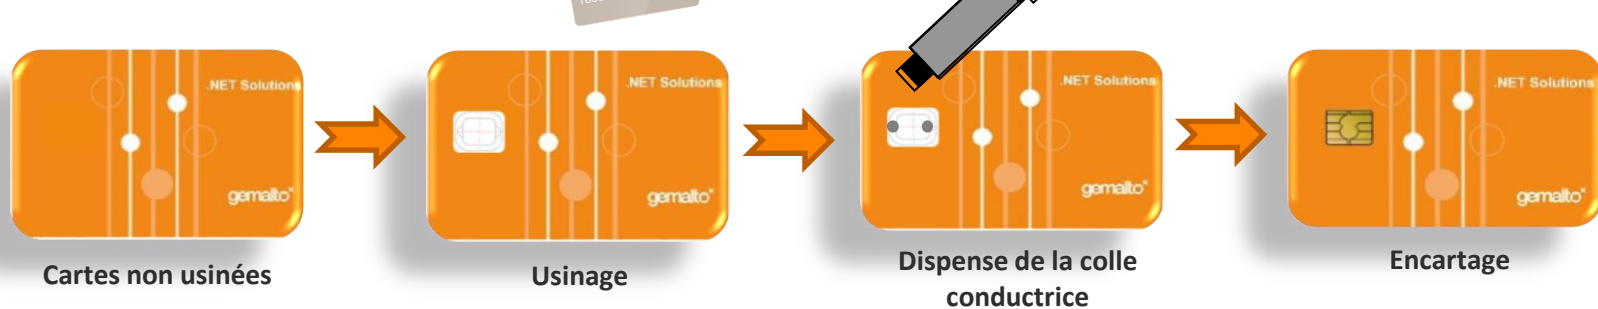 .NET Solutions
gemalto
Cartes non usinées
.NET Solutions
gemalto
Usinage
.NET Solutions
gemalto
Dispense de la colle
conductrice
.NET Solutions
gemalto
Encartage